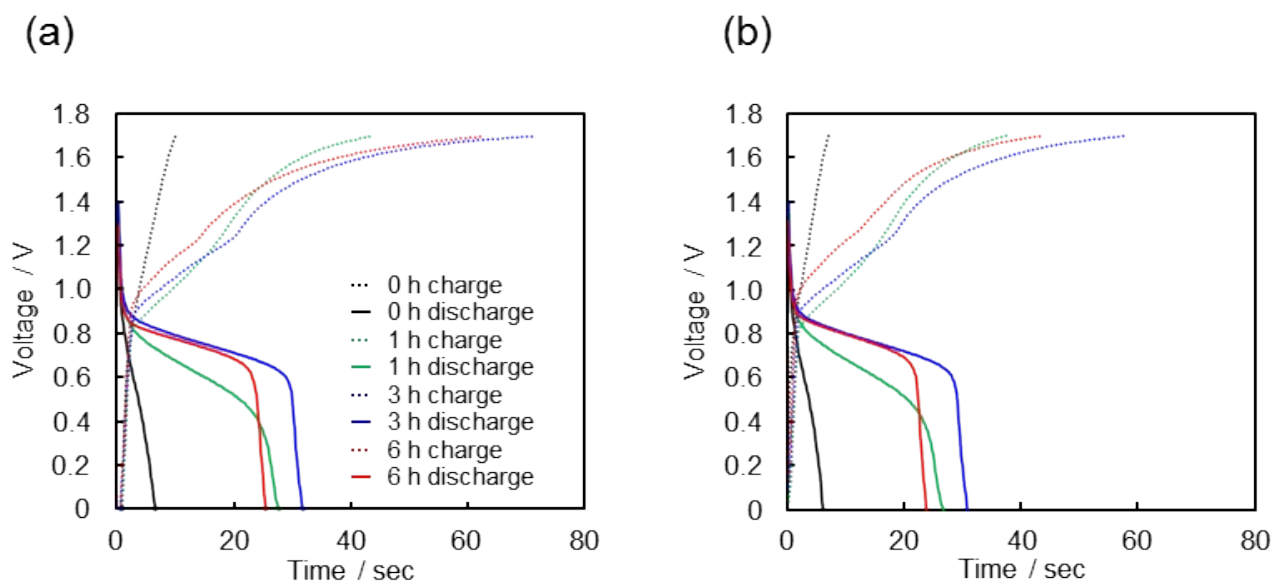 (a)
(b)
1.8
1.6
1.4
1.2
1.0
0.8
0.6
0.4
0.2
0
Voltage / V
0 h charge
0 h discharge
1 h charge
1 h discharge
3 h charge
3 h discharge
6 h charge
6 h discharge
0 20 40 60 80
Time / sec
1.8
1.6
1.4
1.2
1.0
0.8
0.6
0.4
0.2
0
Voltage / V
0 20 40 60 80
Time / sec